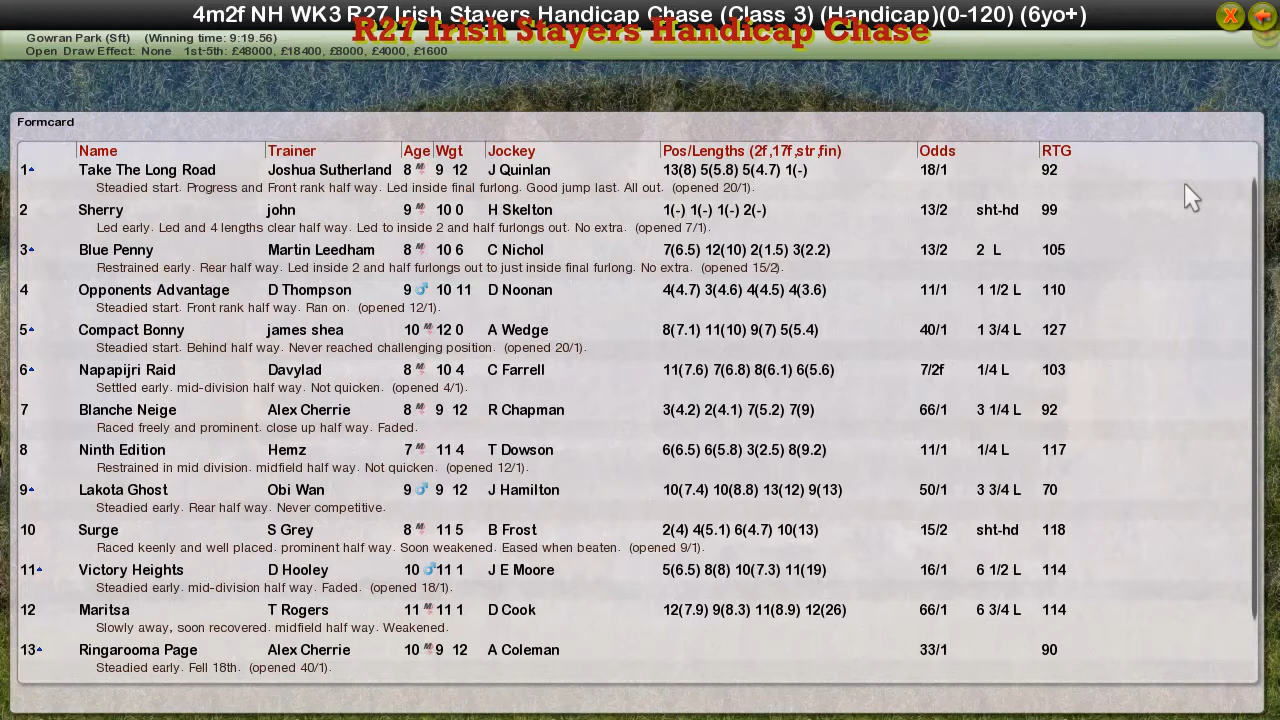 4m2f NH WK3 R27 Irish Stayers Handicap Chase (Class 3) (Handicap)(0-120) (6yo+)
R27 Irish Stayers Handicap Chase
Gowran Park (Sft) (Winning time: 9:19.56)
Open Draw Effect: None 1st-5th: £48000, £18400, £8000, £4000, £1600
Formcard
Name Trainer Age Wgt Jockey Pos/Lengths (2f,17f,str,fin) Odds RTG
1 Take The Long Road Joshua Sutherland 8 9 12 J Quinlan 13(8) 5(5.8) 5(4.7) 1(-) 18/1 92
Steadied start. Progress and Front rank half way. Led inside final furlong. Good jump last. All out. (opened 20/1).
2 Sherry john 9 10 0 H Skelton 1(-) 1(-) 1(-) 2(-) 13/2 sht-hd 99
Led early. Led and 4 lengths clear half way. Led to inside 2 and half furlongs out. No extra. (opened 7/1).
3 Blue Penny Martin Leedham 8 10 6 C Nichol 7(6.5) 12(10) 2(1.5) 3(2.2) 13/2 2 L 105
Restrained early. Rear half way. Led inside 2 and half furlongs out to just inside final furlong. No extra. (opened 15/2).
4 Opponents Advantage D Thompson 9 10 11 D Noonan 4(4.7) 3(4.6) 4(4.5) 4(3.6) 11/1 1 1/2 L 110
Steadied start. Front rank half way. Ran on. (opened 12/1).
5 Compact Bonny james shea 10 12 0 A Wedge 8(7.1) 11(10) 9(7) 5(5.4) 40/1 1 3/4 L 127
Steadied start. Behind half way. Never reached challenging position. (opened 20/1).
6 Napapijri Raid Davylad 8 10 4 C Farrell 11(7.6) 7(6.8) 8(6.1) 6(5.6) 7/2f 1/4 L 103
Settled early. mid-division half way. Not quicken. (opened 4/1).
7 Blanche Neige Alex Cherrie 8 9 12 R Chapman 3(4.2) 2(4.1) 7(5.2) 7(9) 66/1 3 1/4 L 92
Raced freely and prominent. close up half way. Faded.
8 Ninth Edition Hemz 7 11 4 T Dowson 6(6.5) 6(5.8) 3(2.5) 8(9.2) 11/1 1/4 L 117
Restrained in mid division. midfield half way. Not quicken. (opened 12/1).
9 Lakota Ghost Obi Wan 9 9 12 J Hamilton 10(7.4) 10(8.8) 13(12) 9(13) 50/1 3 3/4 L 70
Steadied early. Rear half way. Never competitive.
10 Surge S Grey 8 11 5 B Frost 2(4) 4(5.1) 6(4.7) 10(13) 15/2 sht-hd 118
Raced keenly and well placed. prominent half way. Soon weakened. Eased when beaten. (opened 9/1).
11 Victory Heights D Hooley 10 11 1 J E Moore 5(6.5) 8(8) 10(7.3) 11(19) 16/1 6 1/2 L 114
Steadied early. mid-division half way. Faded. (opened 18/1).
12 Maritsa T Rogers 11 11 1 D Cook 12(7.9) 9(8.3) 11(8.9) 12(26) 66/1 6 3/4 L 114
Slowly away, soon recovered. midfield half way. Weakened.
13 Ringarooma Page Alex Cherrie 10 9 12 A Coleman 33/1 90
Steadied early. Fell 18th. (opened 40/1).